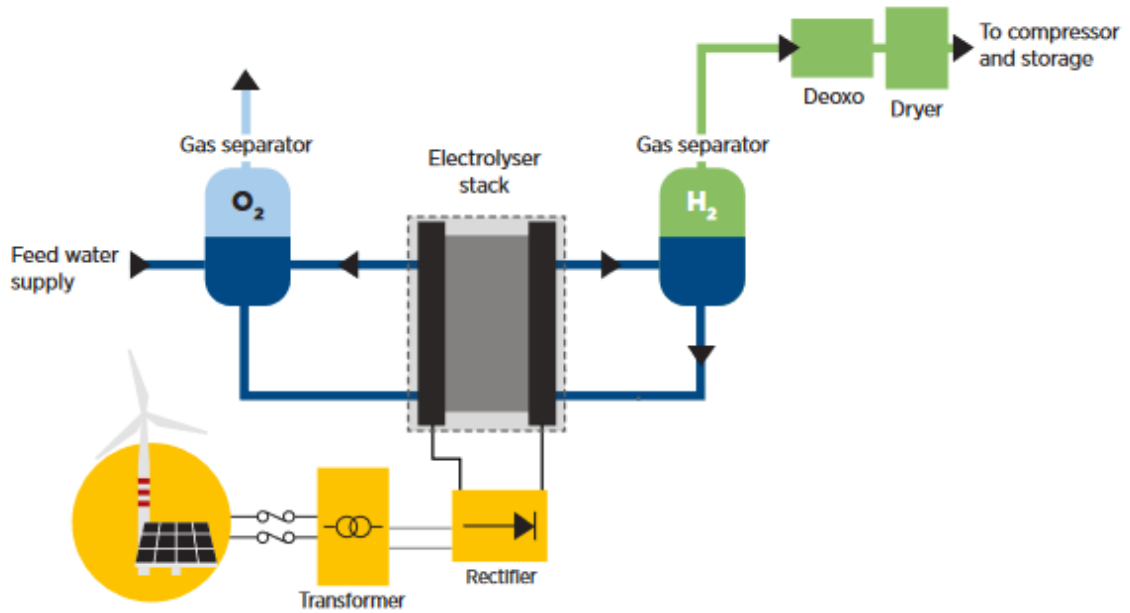 To compressor
and storage
Deoxo
Dryer
Gas separator
Electrolyser
stack
Gas separator
O₂
H₂
Feed water
supply
Rectifier
Transformer